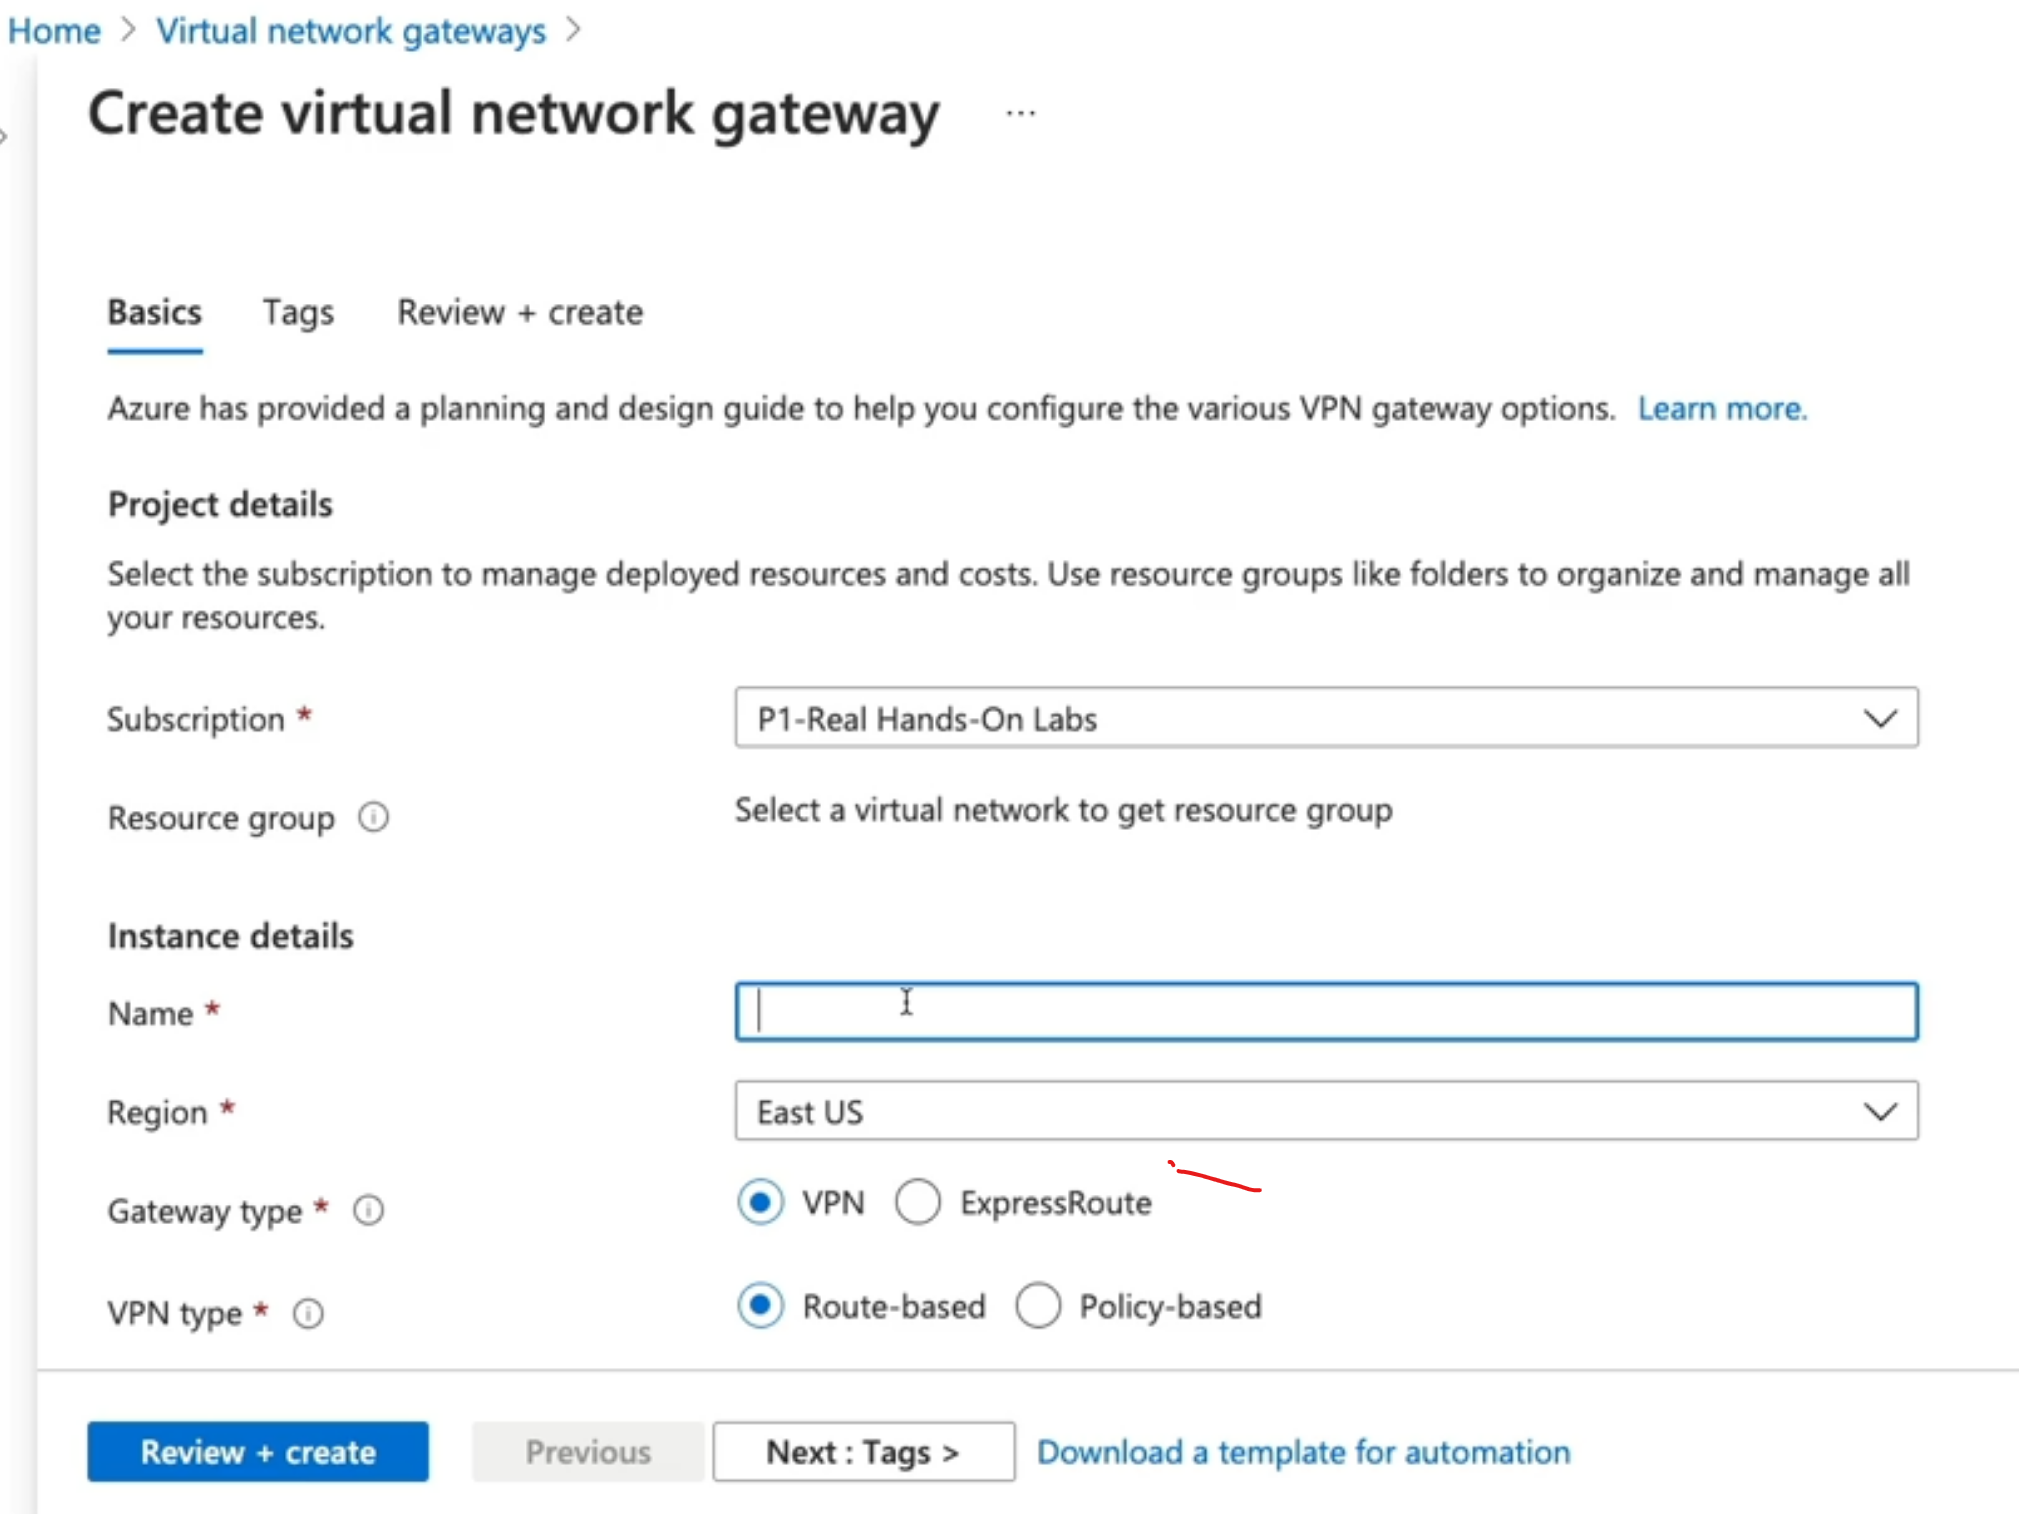 Home > Virtual network gateways >
Create virtual network gateway ...
Basics Tags Review + create
Azure has provided a planning and design guide to help you configure the various VPN gateway options. Learn more.
Project details
Select the subscription to manage deployed resources and costs. Use resource groups like folders to organize and manage all
your resources.
Subscription * P1-Real Hands-On Labs
Resource group Select a virtual network to get resource group
Instance details
Name *
Region * East US
Gateway type * VPN ExpressRoute
VPN type * Route-based Policy-based
Review + create Previous Next : Tags > Download a template for automation